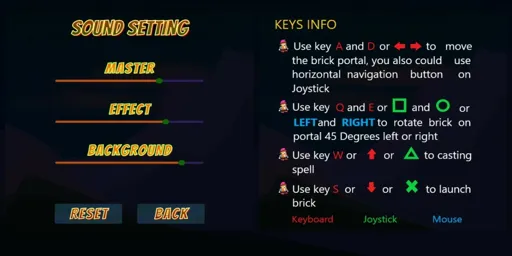 SOUND SETTING
MASTER
EFFECT
BACKGROUND
RESET
BACK
KEYS INFO
Use key A and D or to move
the brick portal, you also could use
horizontal navigation button on
Joystick
Use key Q and E or and or
LEFTand RIGHT to rotate brick on
portal 45 Degrees left or right
Use key W or or to casting
spell
Use key S or or to launch
brick
Keyboard Joystick Mouse